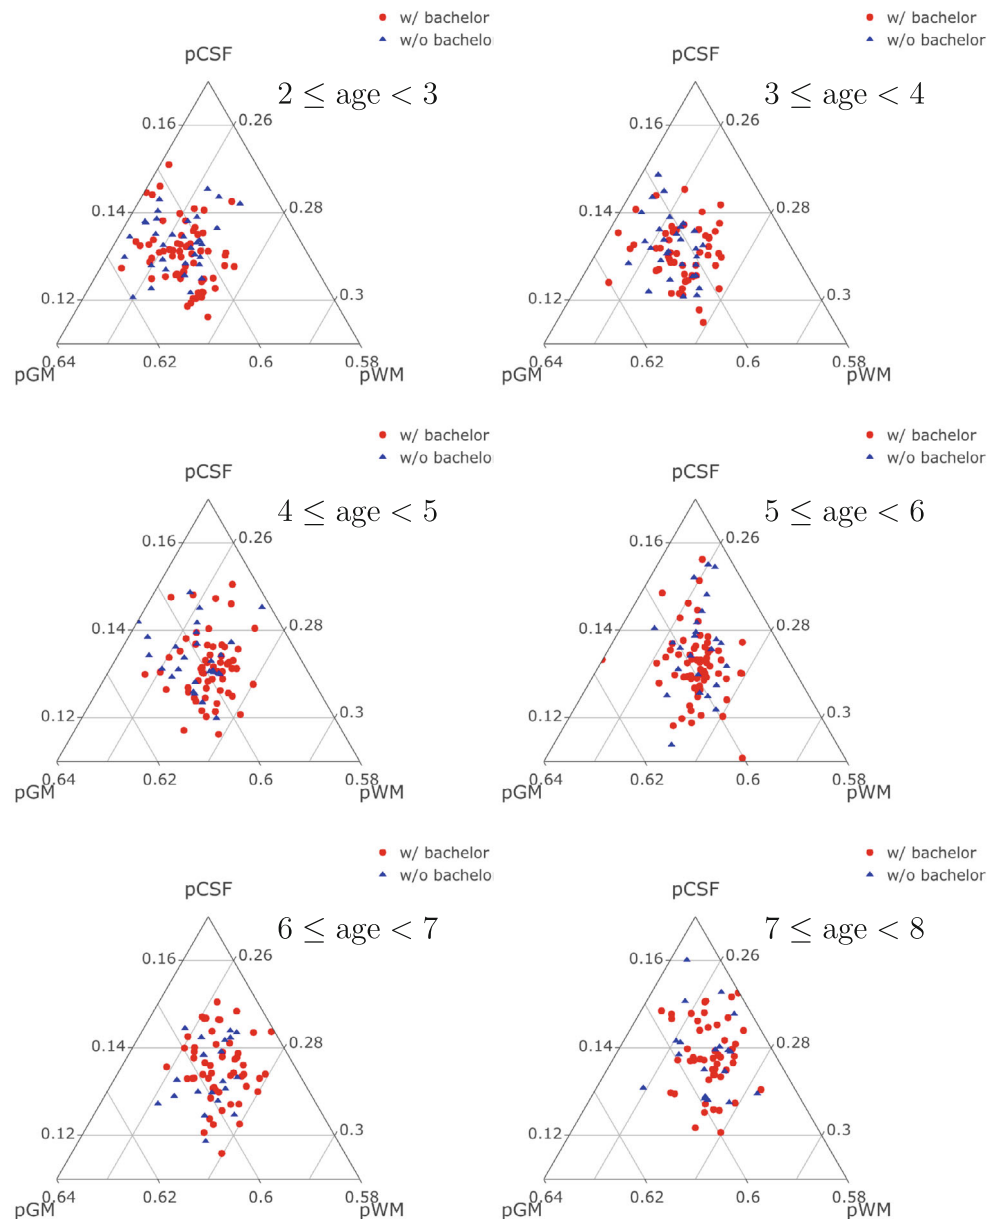 w/ bachelor
w/o bachelor
pCSF
2 ≤ age < 3
0.16
0.26
0.14
0.28
0.12
0.3
0.64
0.62
0.6
0.58
pGM
pWM
w/ bachelor
w/o bachelor
pCSF
3 ≤ age < 4
0.16
0.26
0.14
0.28
0.12
0.3
0.64
0.62
0.6
0.58
pGM
pWM
w/ bachelor
w/o bachelor
pCSF
4 ≤ age < 5
0.16
0.26
0.14
0.28
0.12
0.3
0.64
0.62
0.6
0.58
pGM
pWM
w/ bachelor
w/o bachelor
pCSF
5 ≤ age < 6
0.16
0.26
0.14
0.28
0.12
0.3
0.64
0.62
0.6
0.58
pGM
pWM
w/ bachelor
w/o bachelor
pCSF
6 ≤ age < 7
0.16
0.26
0.14
0.28
0.12
0.3
0.64
0.62
0.6
0.58
pGM
pWM
w/ bachelor
w/o bachelor
pCSF
7 ≤ age < 8
0.16
0.26
0.14
0.28
0.12
0.3
0.64
0.62
0.6
0.58
pGM
pWM